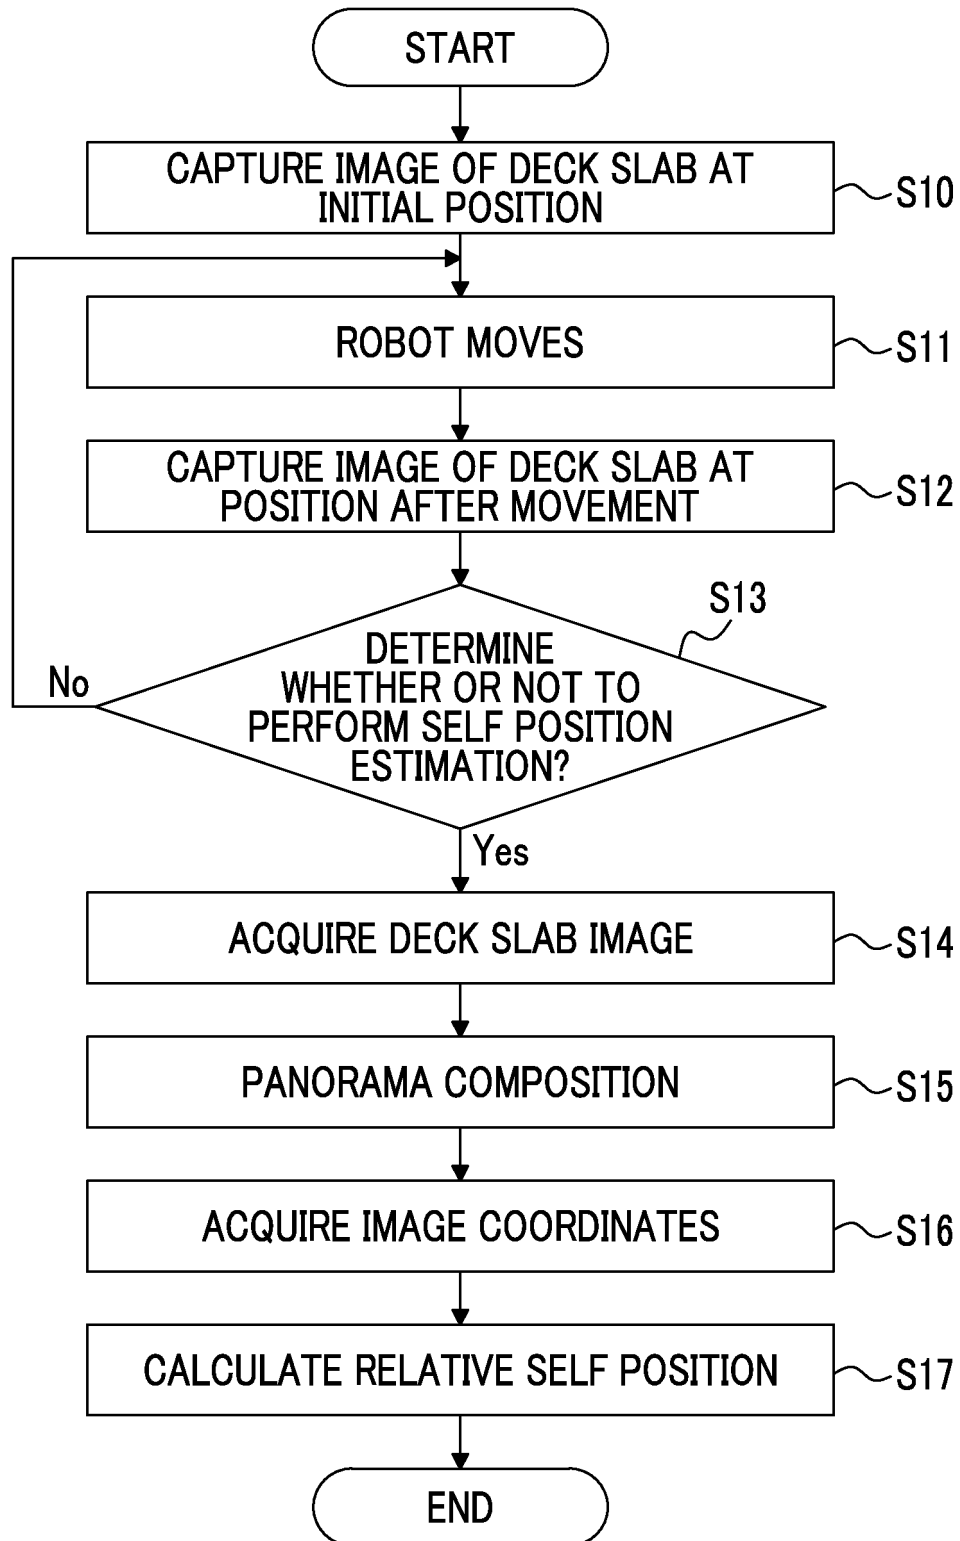 START
CAPTURE IMAGE OF DECK SLAB AT
INITIAL POSITION
S10
ROBOT MOVES
S11
CAPTURE IMAGE OF DECK SLAB AT
POSITION AFTER MOVEMENT
S12
S13
DETERMINE
WHETHER OR NOT TO
PERFORM SELF POSITION
ESTIMATION?
No
Yes
ACQUIRE DECK SLAB IMAGE
S14
PANORAMA COMPOSITION
S15
ACQUIRE IMAGE COORDINATES
S16
CALCULATE RELATIVE SELF POSITION
S17
END